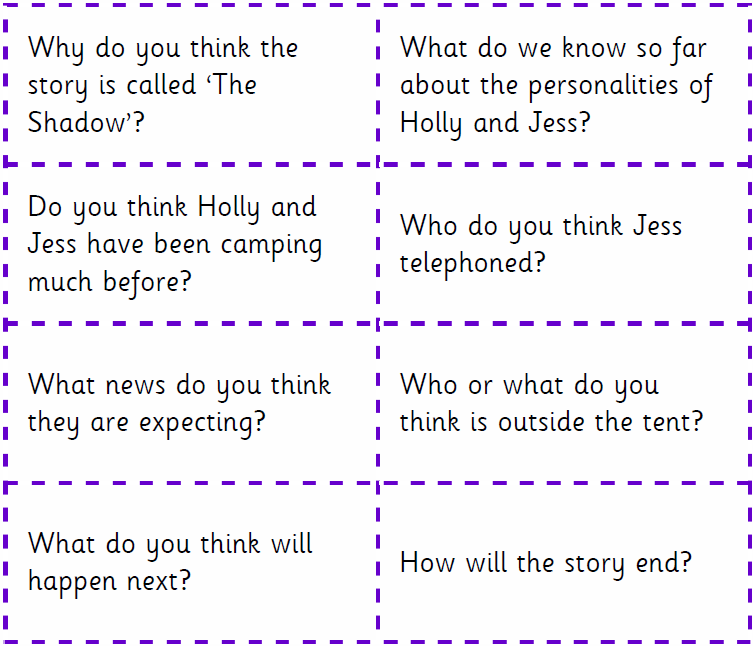 Why do you think the
story is called ‘The
Shadow’?
What do we know so far
about the personalities of
Holly and Jess?
Do you think Holly and
Jess have been camping
much before?
Who do you think Jess
telephoned?
What news do you think
they are expecting?
Who or what do you
think is outside the tent?
What do you think will
happen next?
How will the story end?